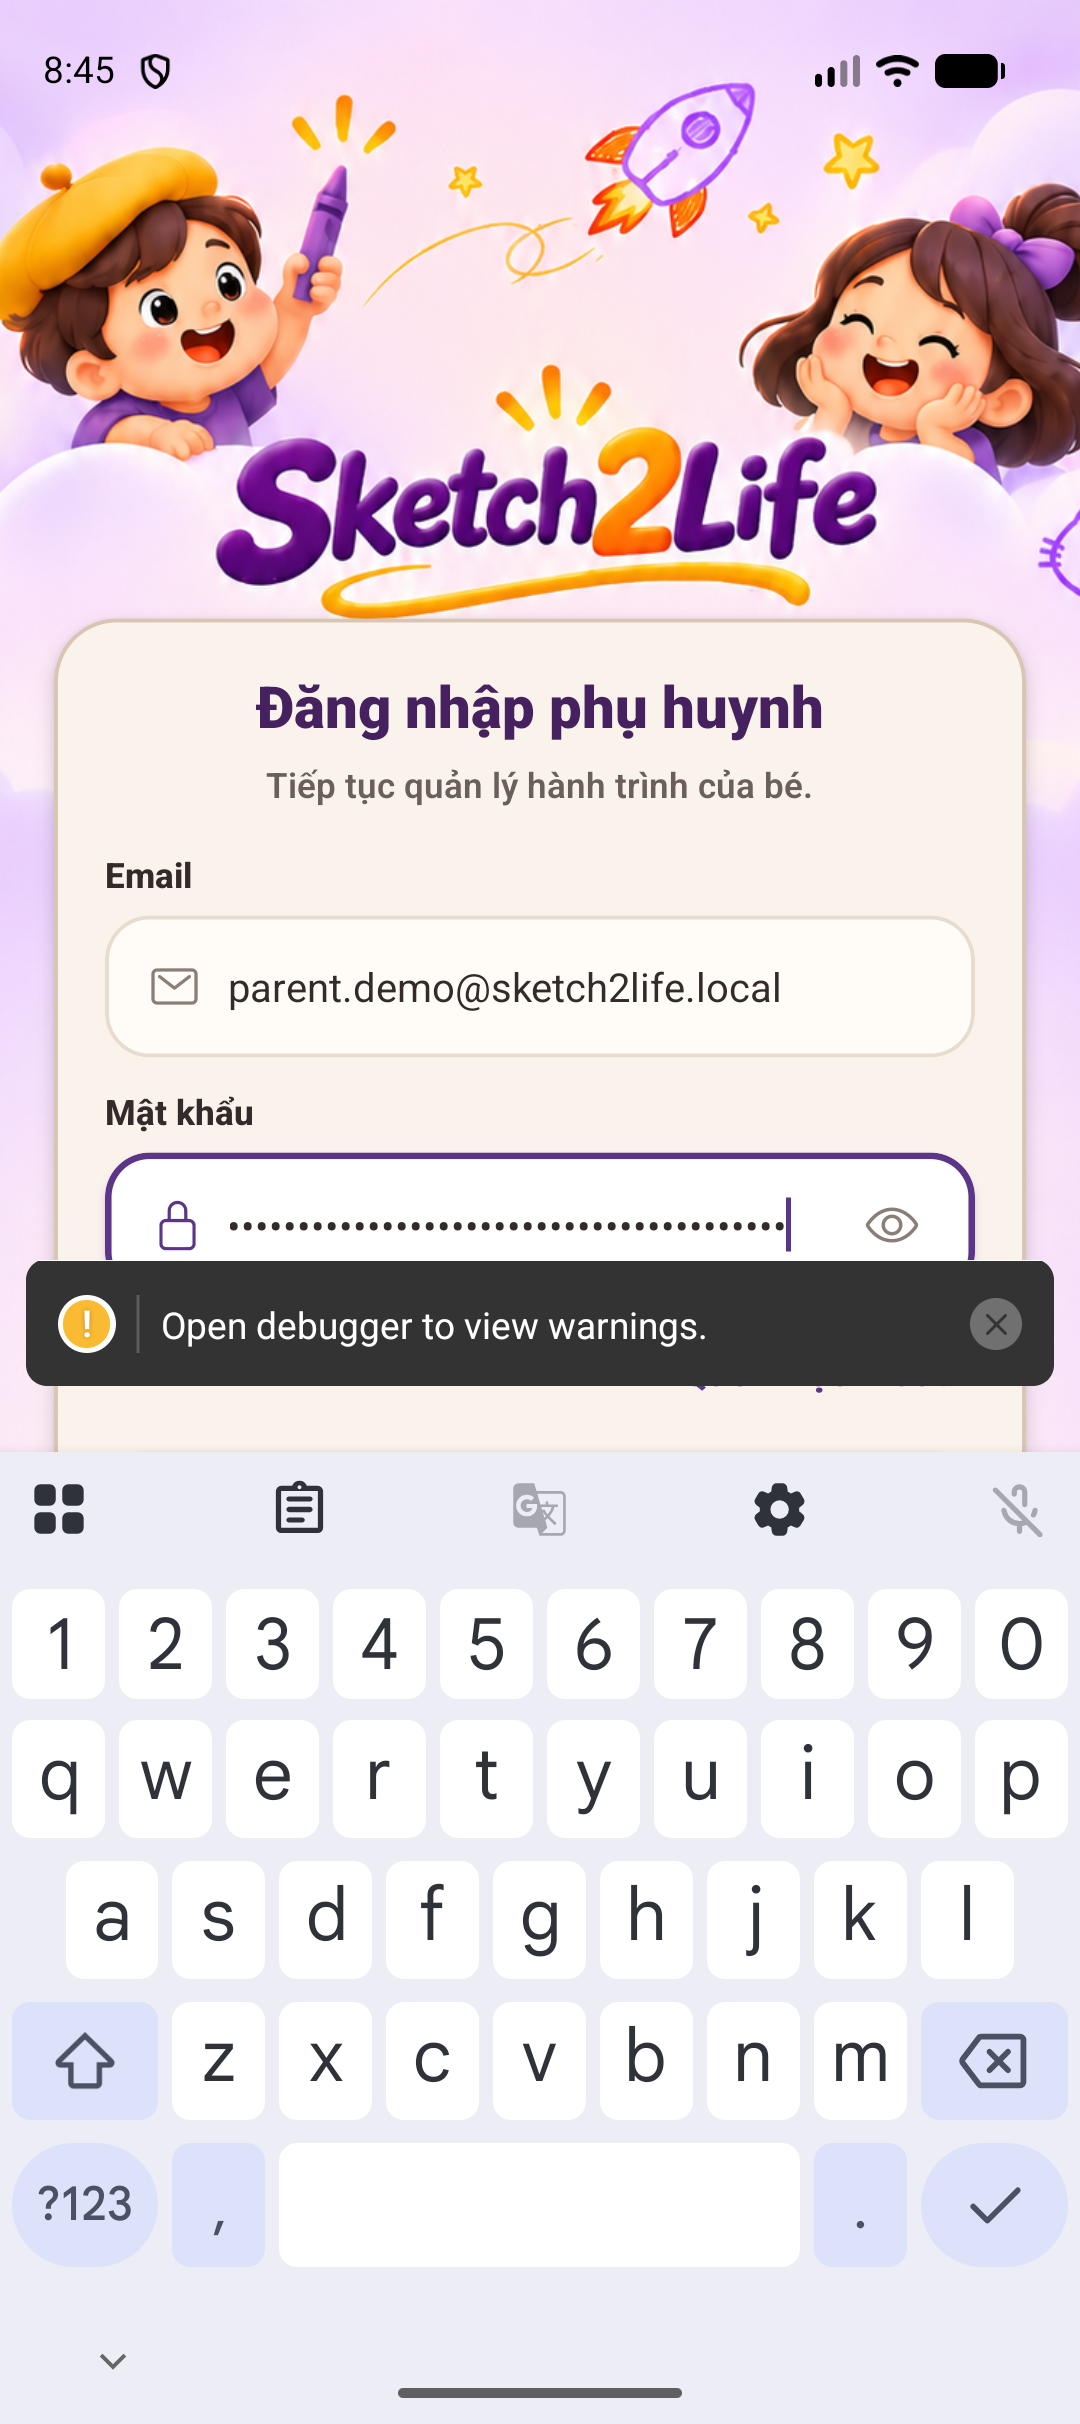 8:45
Sketch2Life
Đăng nhập phụ huynh
Tiếp tục quản lý hành trình của bé.
Email
parent.demo@sketch2life.local
Mật khẩu
Open debugger to view warnings.
1 2 3 4 5 6 7 8 9 0
q w e r t y u i o p
a s d f g h j k l
z x c v b n m
?123 , .